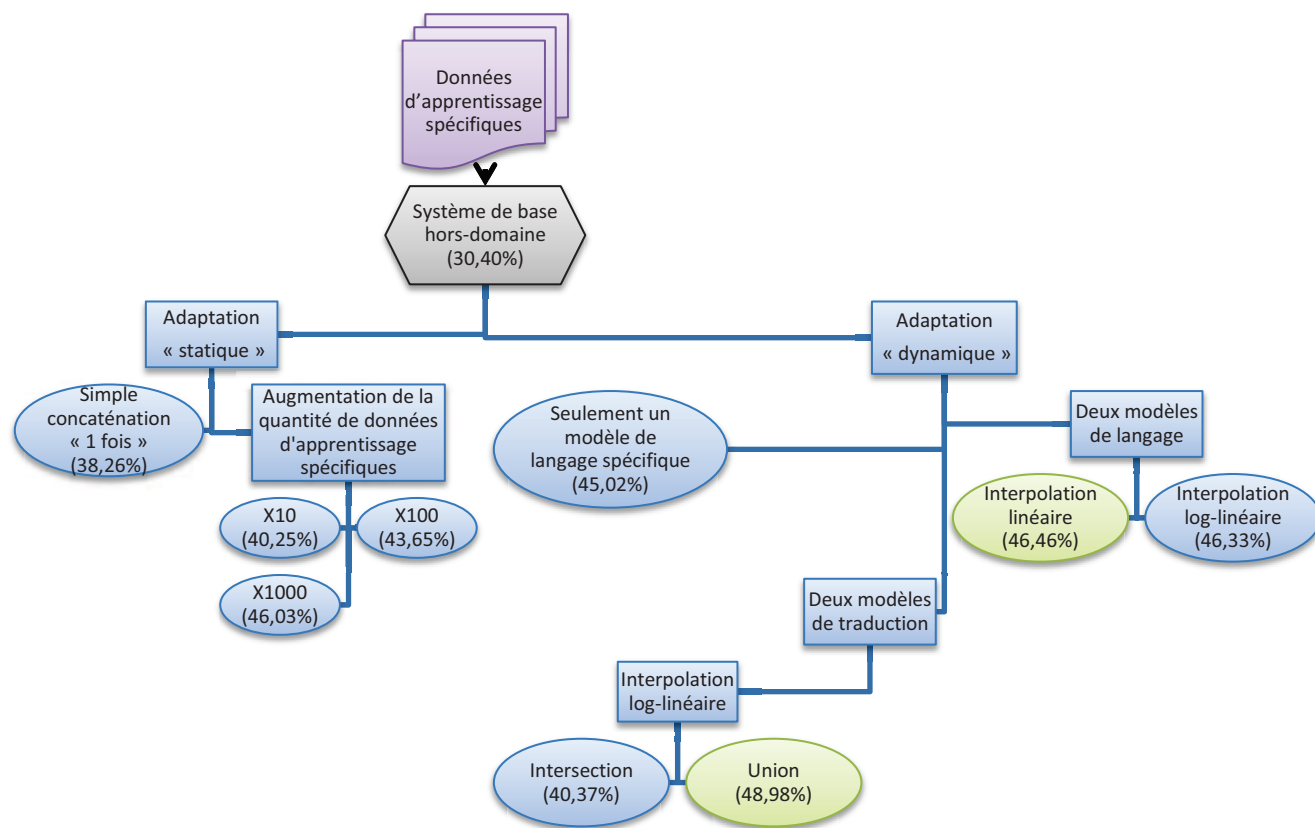 Données
d’apprentissage
spécifiques
Système de base
hors-domaine
(30,40%)
Adaptation
« statique »
Adaptation
« dynamique »
Simple
concaténation
« 1 fois »
(38,26%)
Augmentation de la
quantité de données
d'apprentissage
spécifiques
X10
(40,25%)
X100
(43,65%)
X1000
(46,03%)
Seulement un
modèle de
langage spécifique
(45,02%)
Deux modèles
de langage
Interpolation
linéaire
(46,46%)
Interpolation
log-linéaire
(46,33%)
Deux modèles
de traduction
Interpolation
log-linéaire
Intersection
(40,37%)
Union
(48,98%)